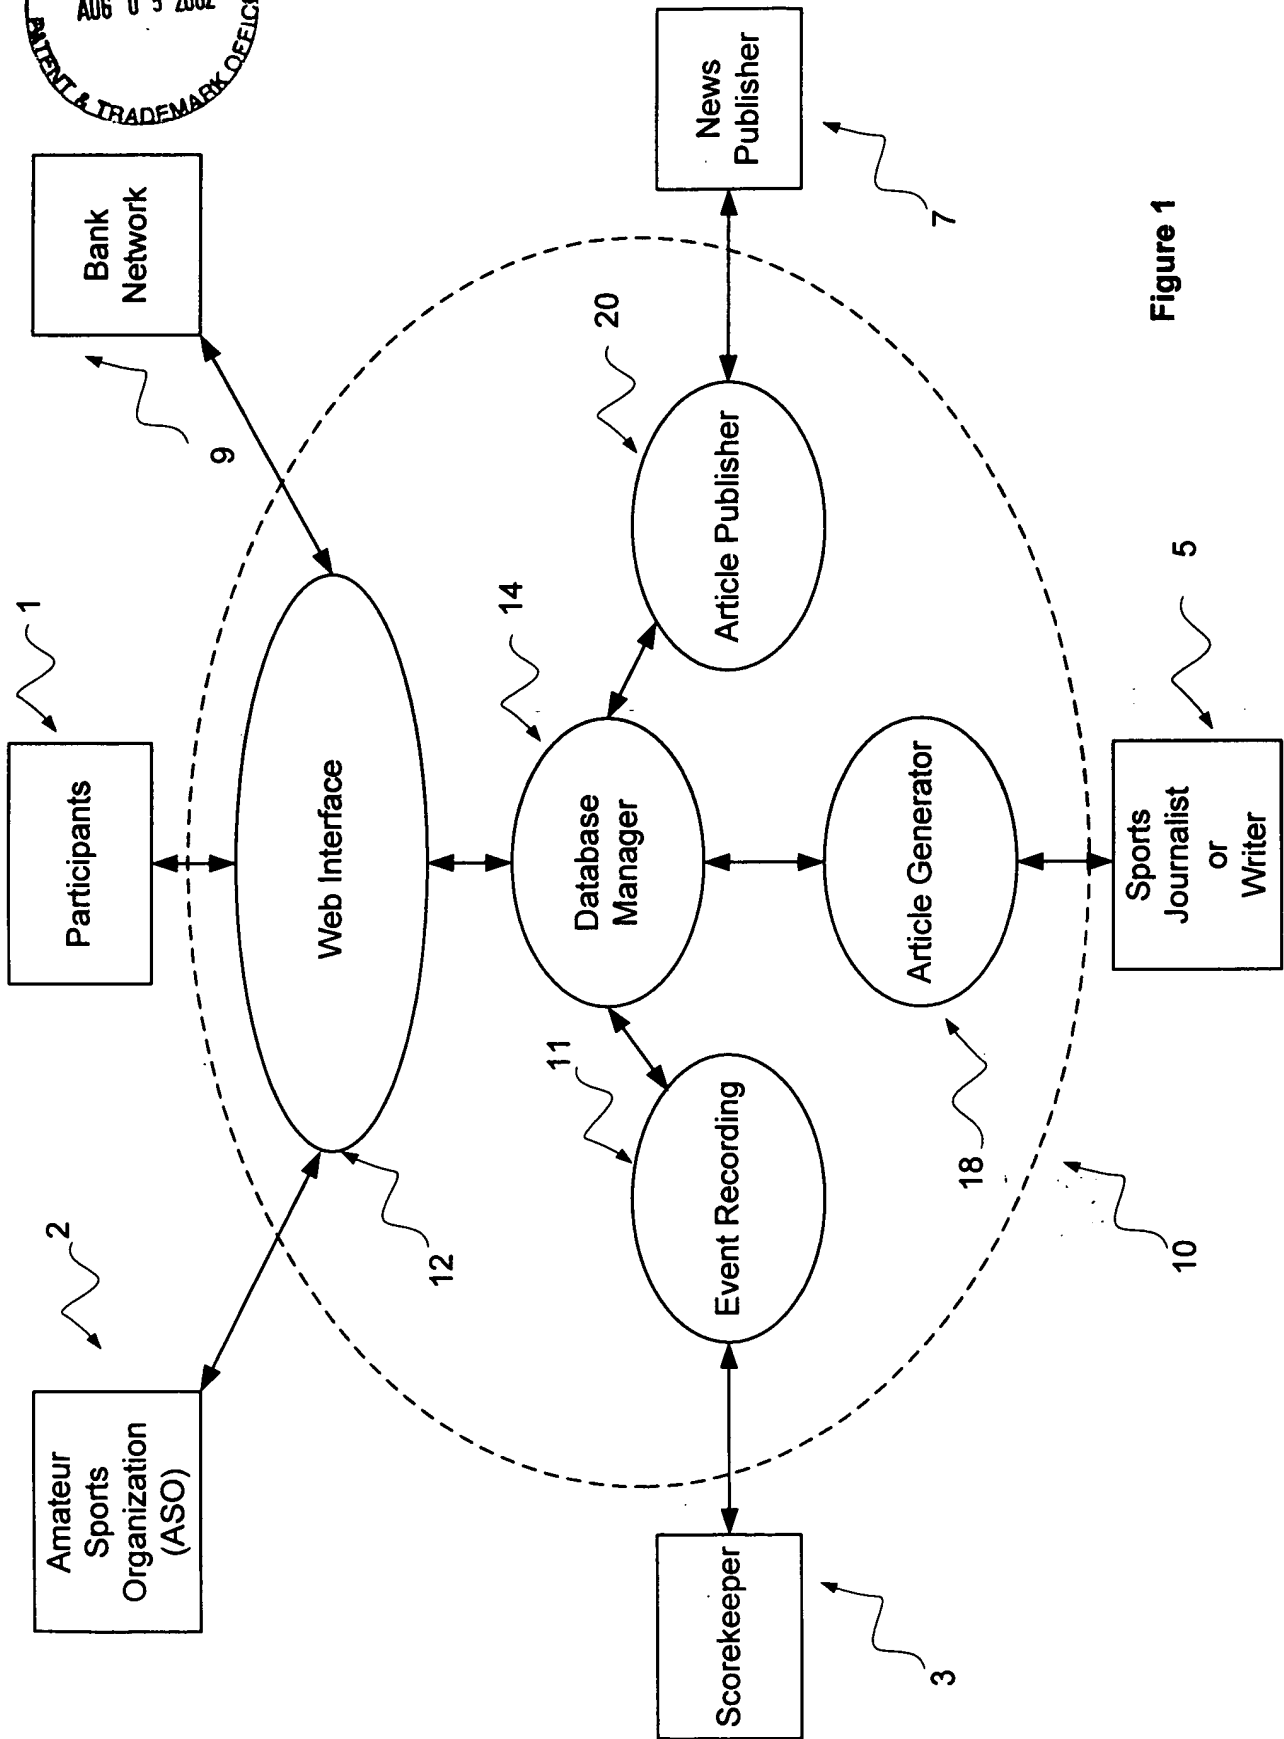 AUG 0 5 2002
PATENT & TRADEMARK OFFICE
Amateur
Sports
Organization
(ASO)
2
Participants
1
Bank
Network
9
Web Interface
12
Database
Manager
14
Event Recording
11
Article Publisher
20
Article Generator
18
10
Scorekeeper
3
News
Publisher
7
Sports
Journalist
or
Writer
5
Figure 1